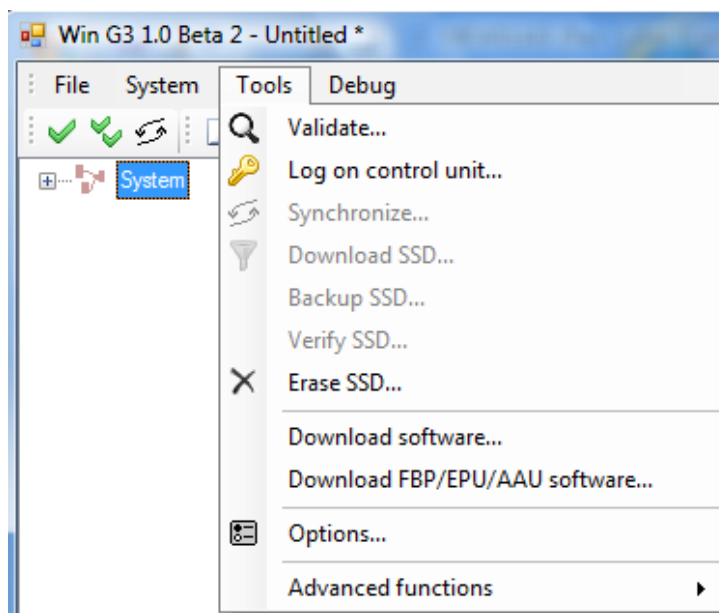 Win G3 1.0 Beta 2 - Untitled *
File System Tools Debug
Validate...
System
Log on control unit...
Synchronize...
Download SSD...
Backup SSD...
Verify SSD...
Erase SSD...
Download software...
Download FBP/EPU/AAU software...
Options...
Advanced functions